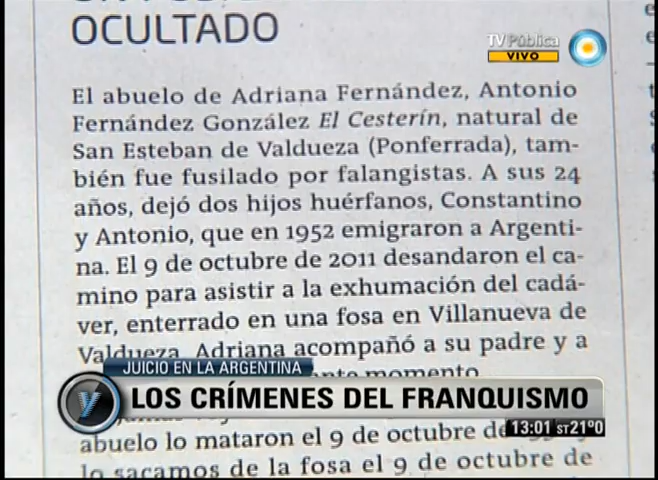 OCULTADO
TV Pública
VIVO
El abuelo de Adriana Fernández, Antonio
Fernández González El Cesterín, natural de
San Esteban de Valdueza (Ponferrada), tam-
bién fue fusilado por falangistas. A sus 24
años, dejó dos hijos huérfanos, Constantino
y Antonio, que en 1952 emigraron a Argenti-
na. El 9 de octubre de 2011 desandaron el ca-
mino para asistir a la exhumación del cadá-
ver, enterrado en una fosa en Villanueva de
Valdueza. Adriana acompañó a su padre y a
momento
JUICIO EN LA ARGENTINA
LOS CRÍMENES DEL FRANQUISMO
13:01 ST21º0
abuelo lo mataron el 9 de octubre de
lo sacamos de la fosa el 9 de octubre de